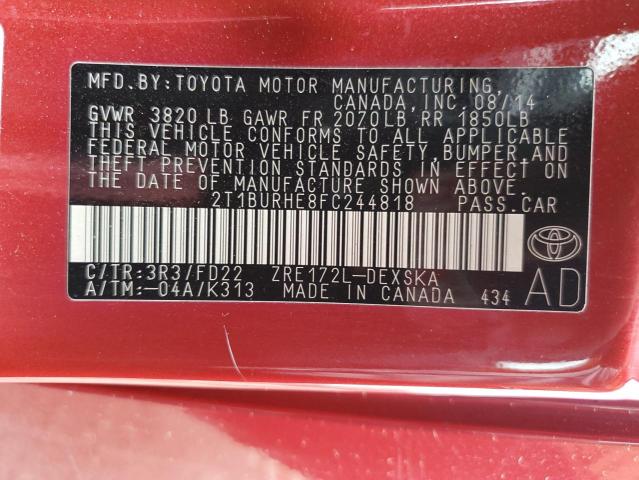 MFD.BY:TOYOTA MOTOR MANUFACTURING,
CANADA,INC.08/14
GVWR 3820 LB GAWR FR 2070LB RR 1850LB
THIS VEHICLE CONFORMS TO ALL APPLICABLE
FEDERAL MOTOR VEHICLE SAFETY,BUMPER,AND
THEFT PREVENTION STANDARDS IN EFFECT ON
THE DATE OF MANUFACTURE SHOWN ABOVE.
2T1BURHE8FC244818 PASS.CAR
C/TR:3R3/FD22 ZRE172L-DEXSKA
A/TM:-04A/K313 MADE IN CANADA 434
AD